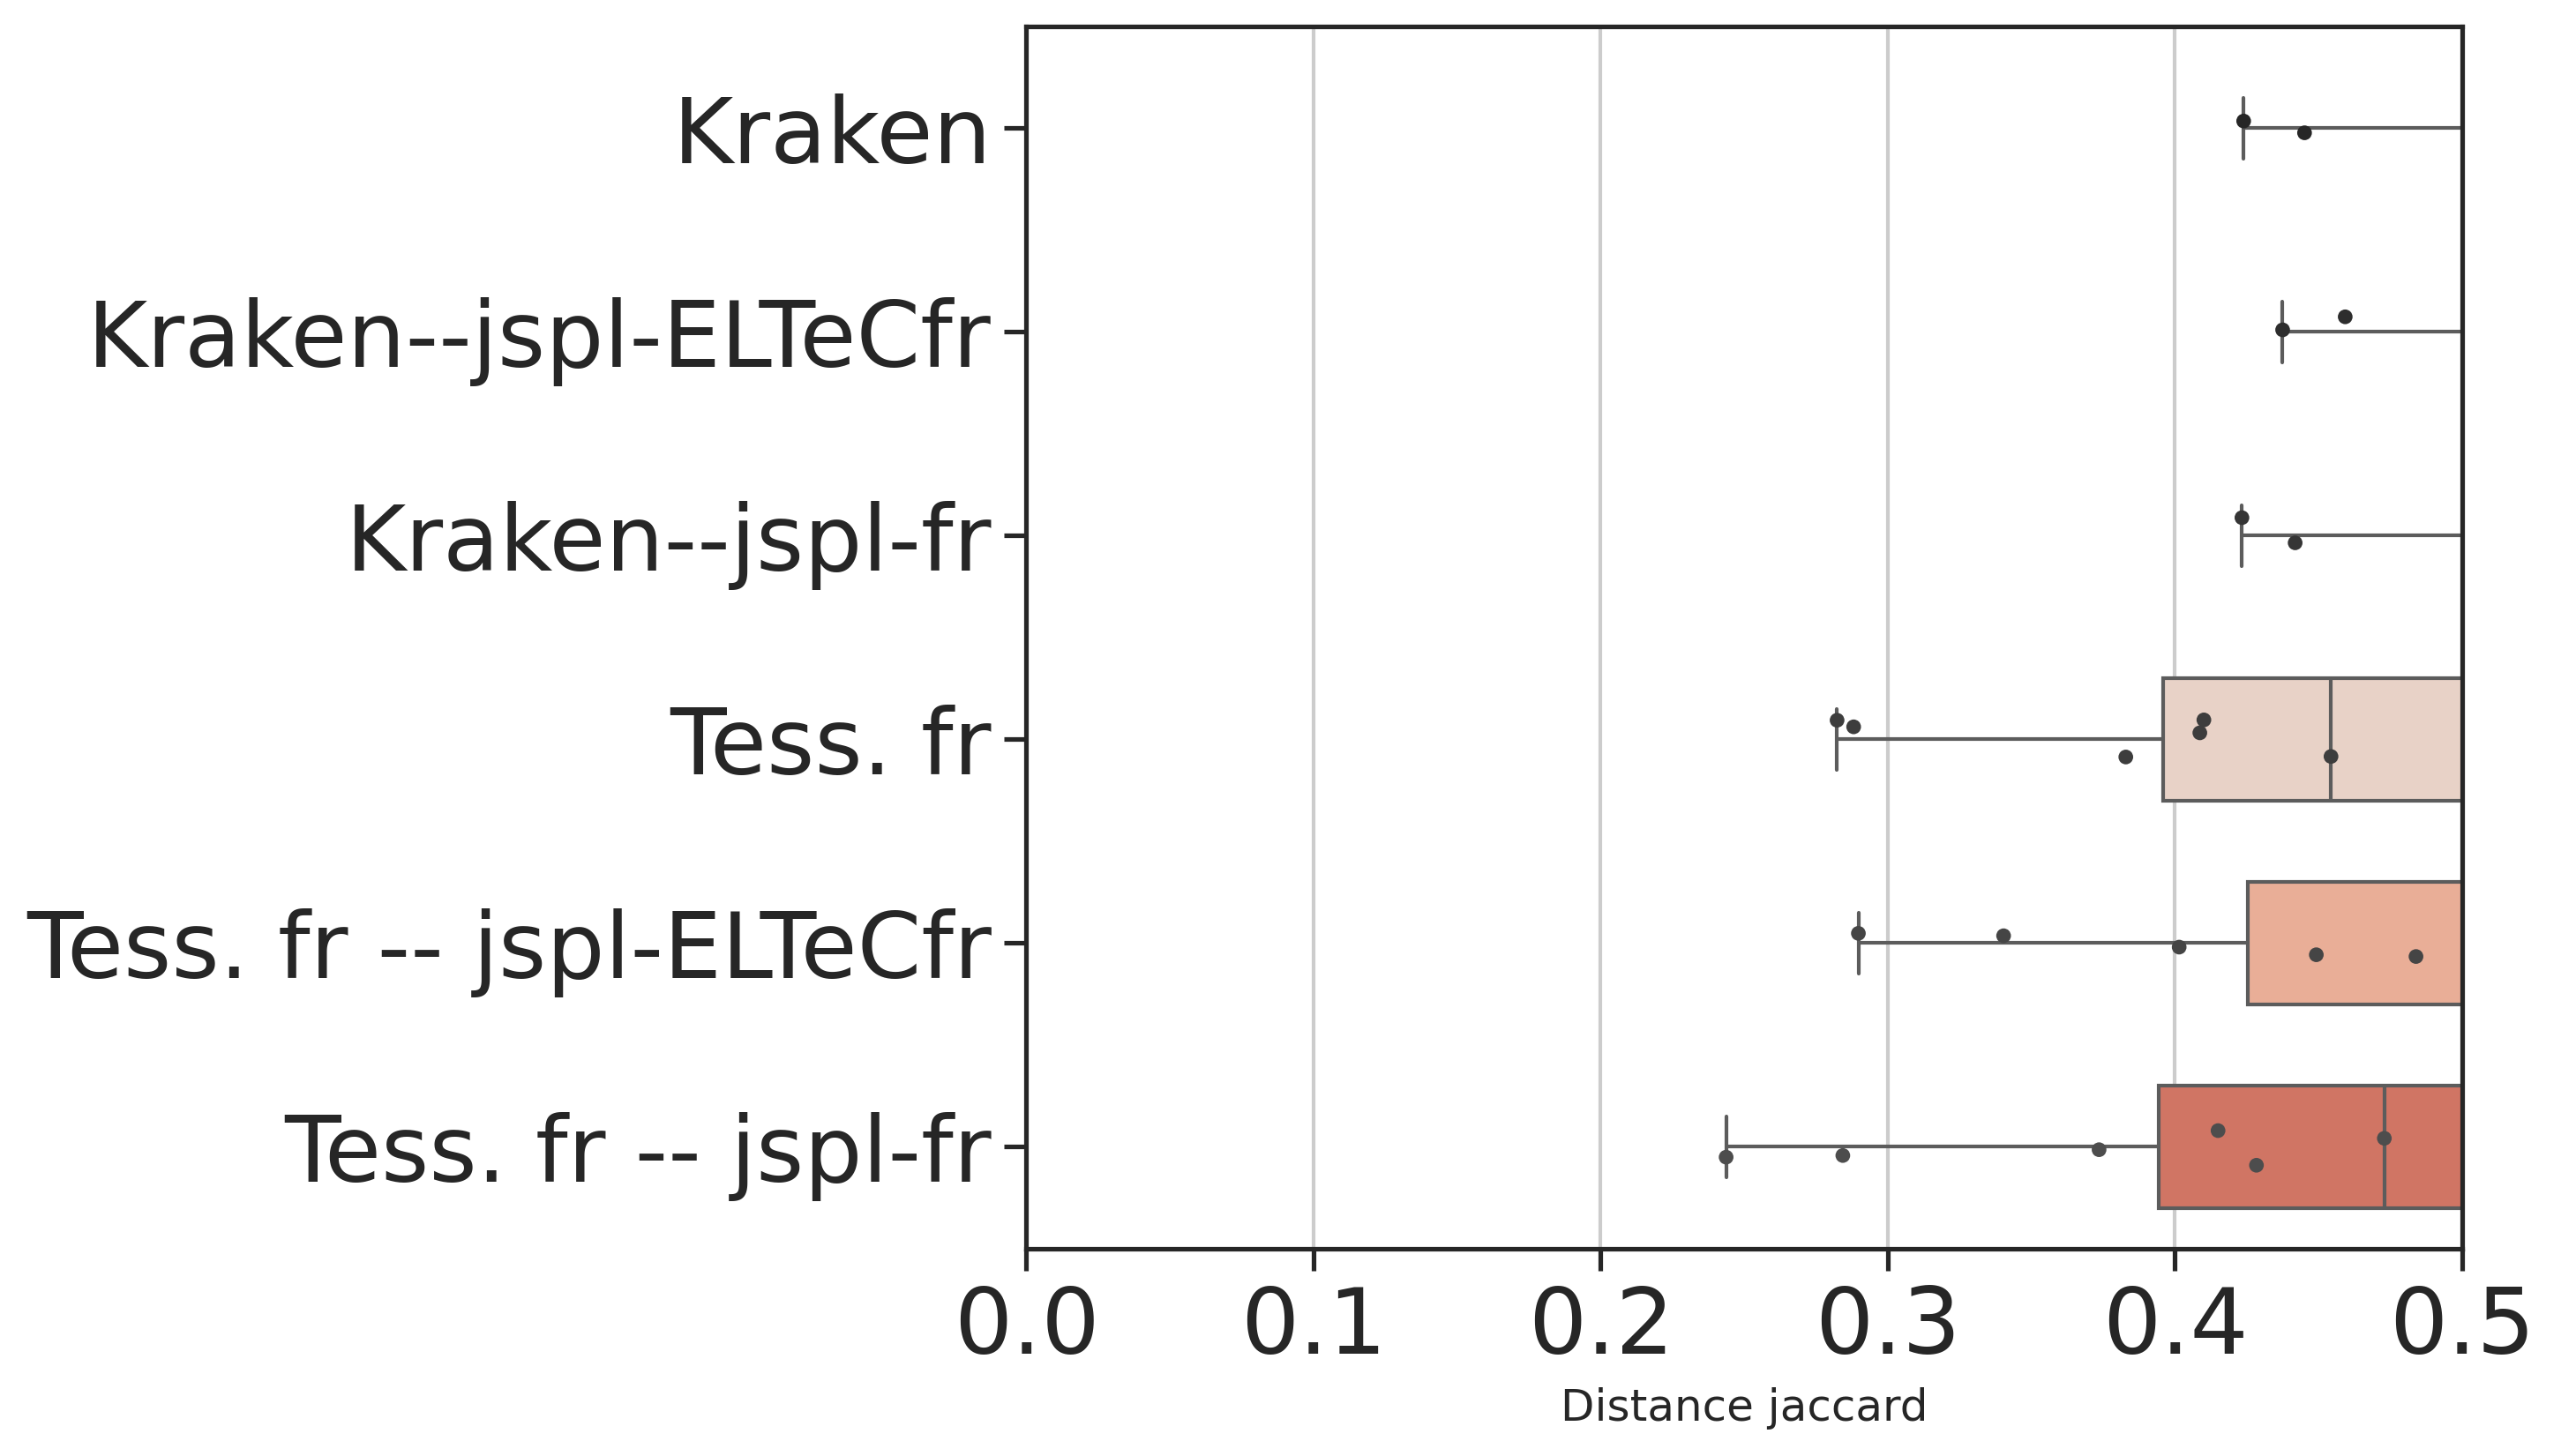 Kraken
Kraken--jspl-ELTeCfr
Kraken--jspl-fr
Tess. fr
Tess. fr -- jspl-ELTeCfr
Tess. fr -- jspl-fr
0.0 0.1 0.2 0.3 0.4 0.5
Distance jaccard